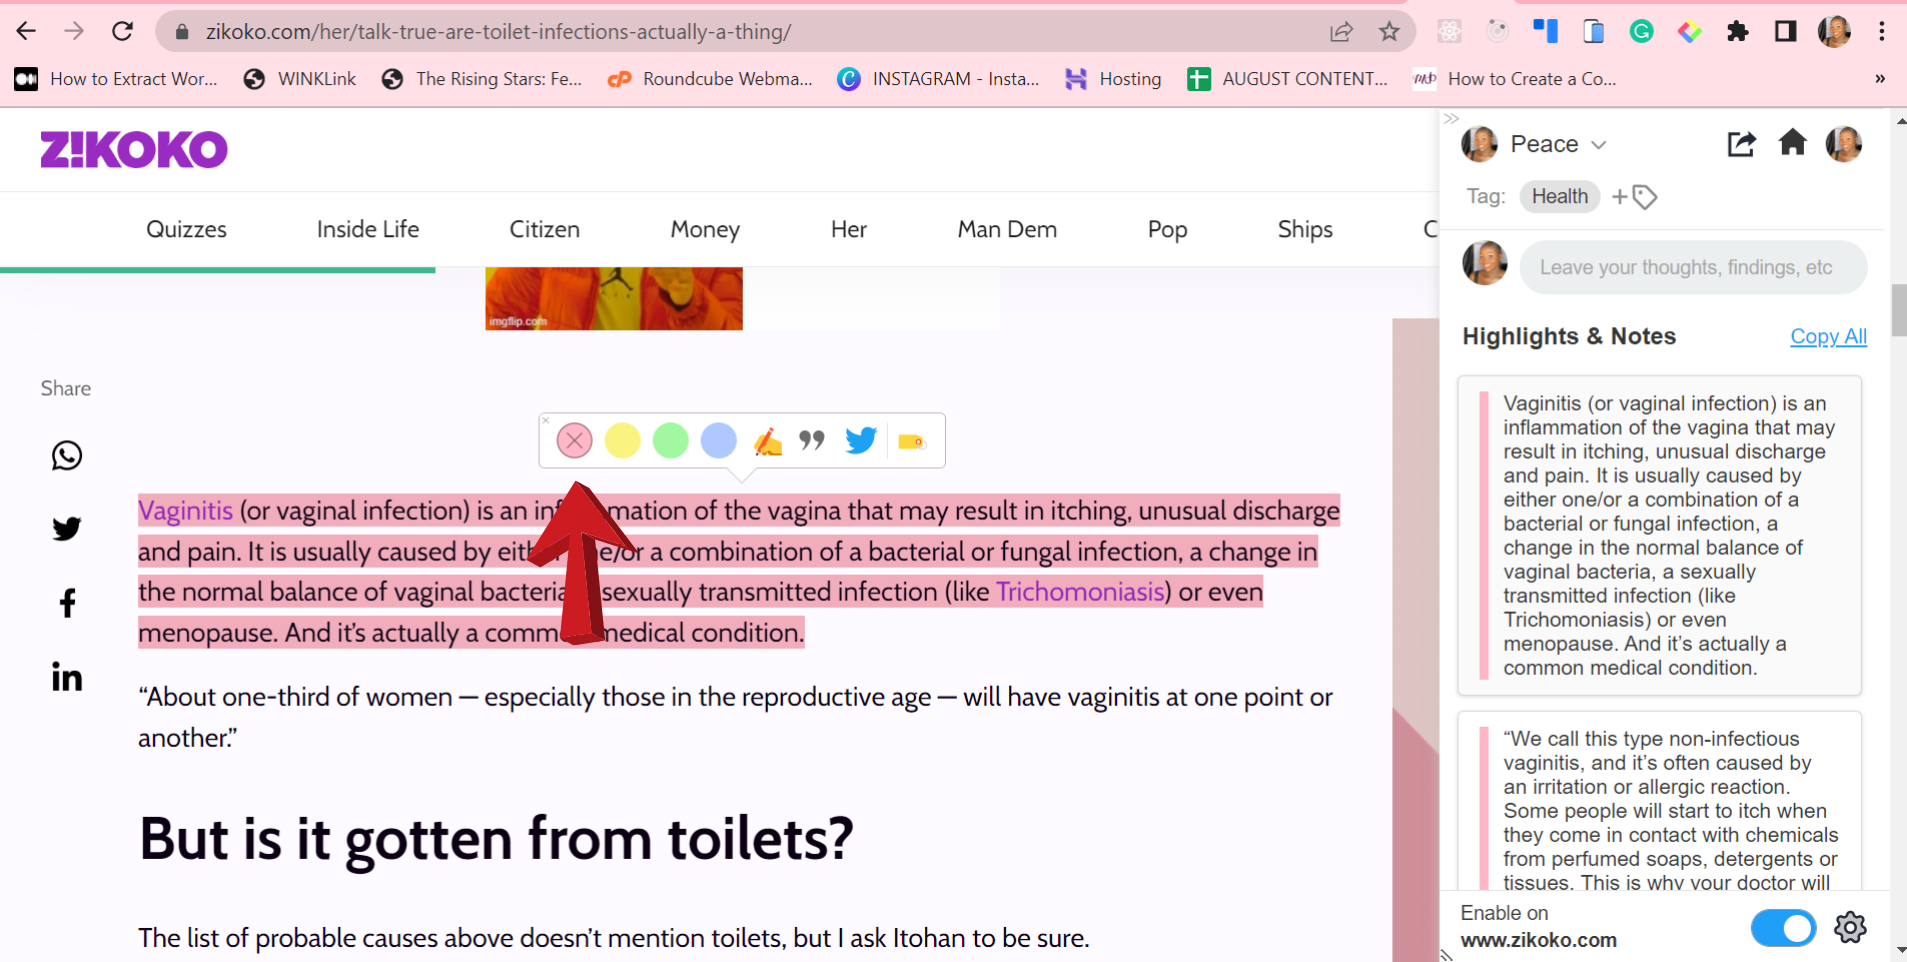 zikoko.com/her/talk-true-are-toilet-infections-actually-a-thing/
How to Extract Wor...
WINKLink
The Rising Stars: Fe...
Roundcube Webma...
INSTAGRAM - Insta...
Hosting
AUGUST CONTENT...
How to Create a Co...
»
Z!KOKO
Quizzes
Inside Life
Citizen
Money
Her
Man Dem
Pop
Ships
C
imgflip.com
Share
Vaginitis (or vaginal infection) is an in mation of the vagina that may result in itching, unusual discharge
and pain. It is usually caused by eit e/or a combination of a bacterial or fungal infection, a change in
the normal balance of vaginal bacteria sexually transmitted infection (like Trichomoniasis) or even
menopause. And it’s actually a comm medical condition.
“About one-third of women — especially those in the reproductive age — will have vaginitis at one point or
another.”
But is it gotten from toilets?
The list of probable causes above doesn’t mention toilets, but I ask Itohan to be sure.
Peace
Tag: Health +
Leave your thoughts, findings, etc
Highlights & Notes
Copy All
Vaginitis (or vaginal infection) is an
inflammation of the vagina that may
result in itching, unusual discharge
and pain. It is usually caused by
either one/or a combination of a
bacterial or fungal infection, a
change in the normal balance of
vaginal bacteria, a sexually
transmitted infection (like
Trichomoniasis) or even
menopause. And it’s actually a
common medical condition.
“We call this type non-infectious
vaginitis, and it’s often caused by
an irritation or allergic reaction.
Some people will start to itch when
they come in contact with chemicals
from perfumed soaps, detergents or
tissues. This is why your doctor will
Enable on
www.zikoko.com